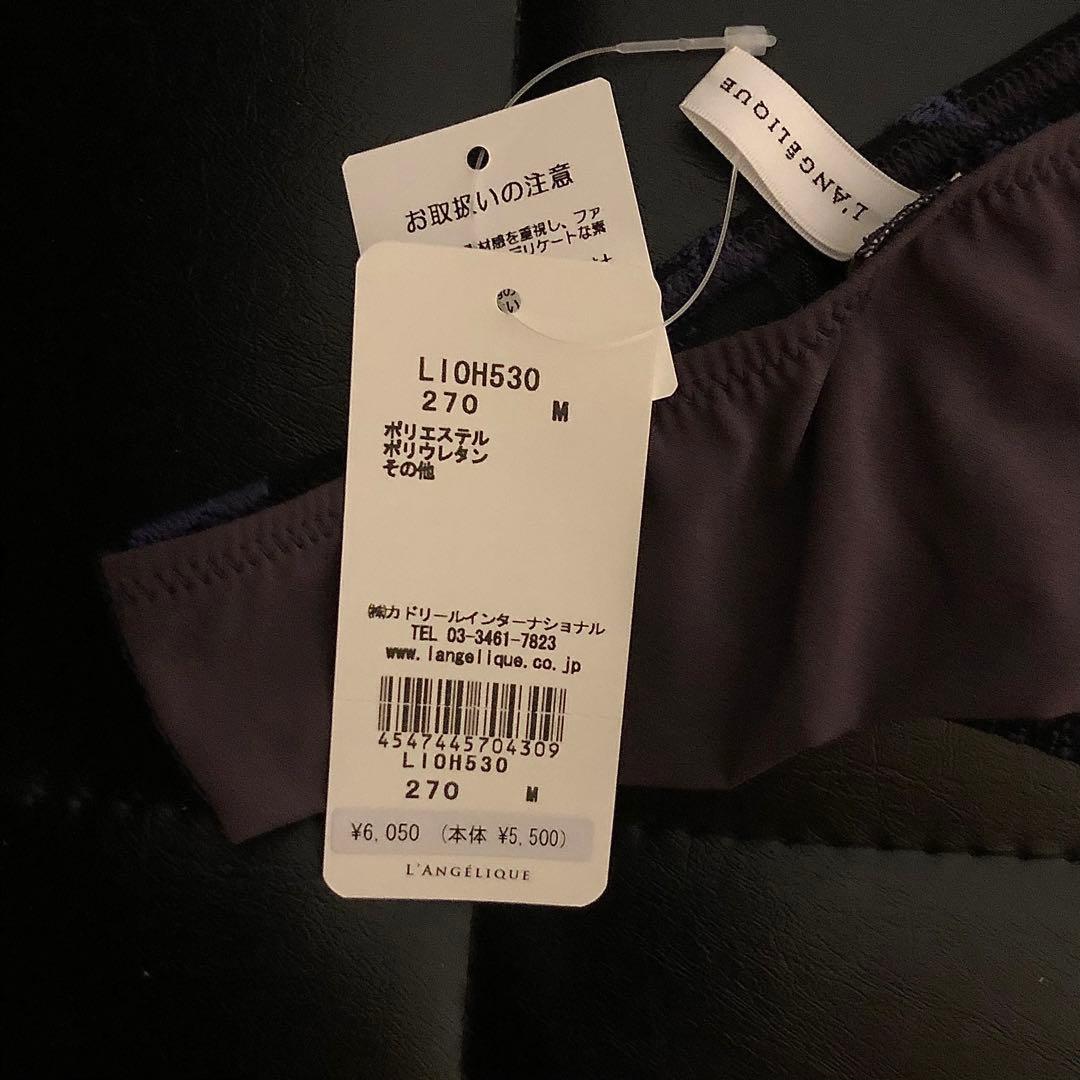 L'ANGÉLIQUE
お取扱いの注意
材感を重視し、ファ
デリケートな素
LIOH530
270 M
ポリエステル
ポリウレタン
その他
㈱カドリールインターナショナル
TEL 03-3461-7823
www.langelique.co.jp
4547445704309
LIOH530
270 M
¥6,050 (本体 ¥5,500)
L'ANGÉLIQUE